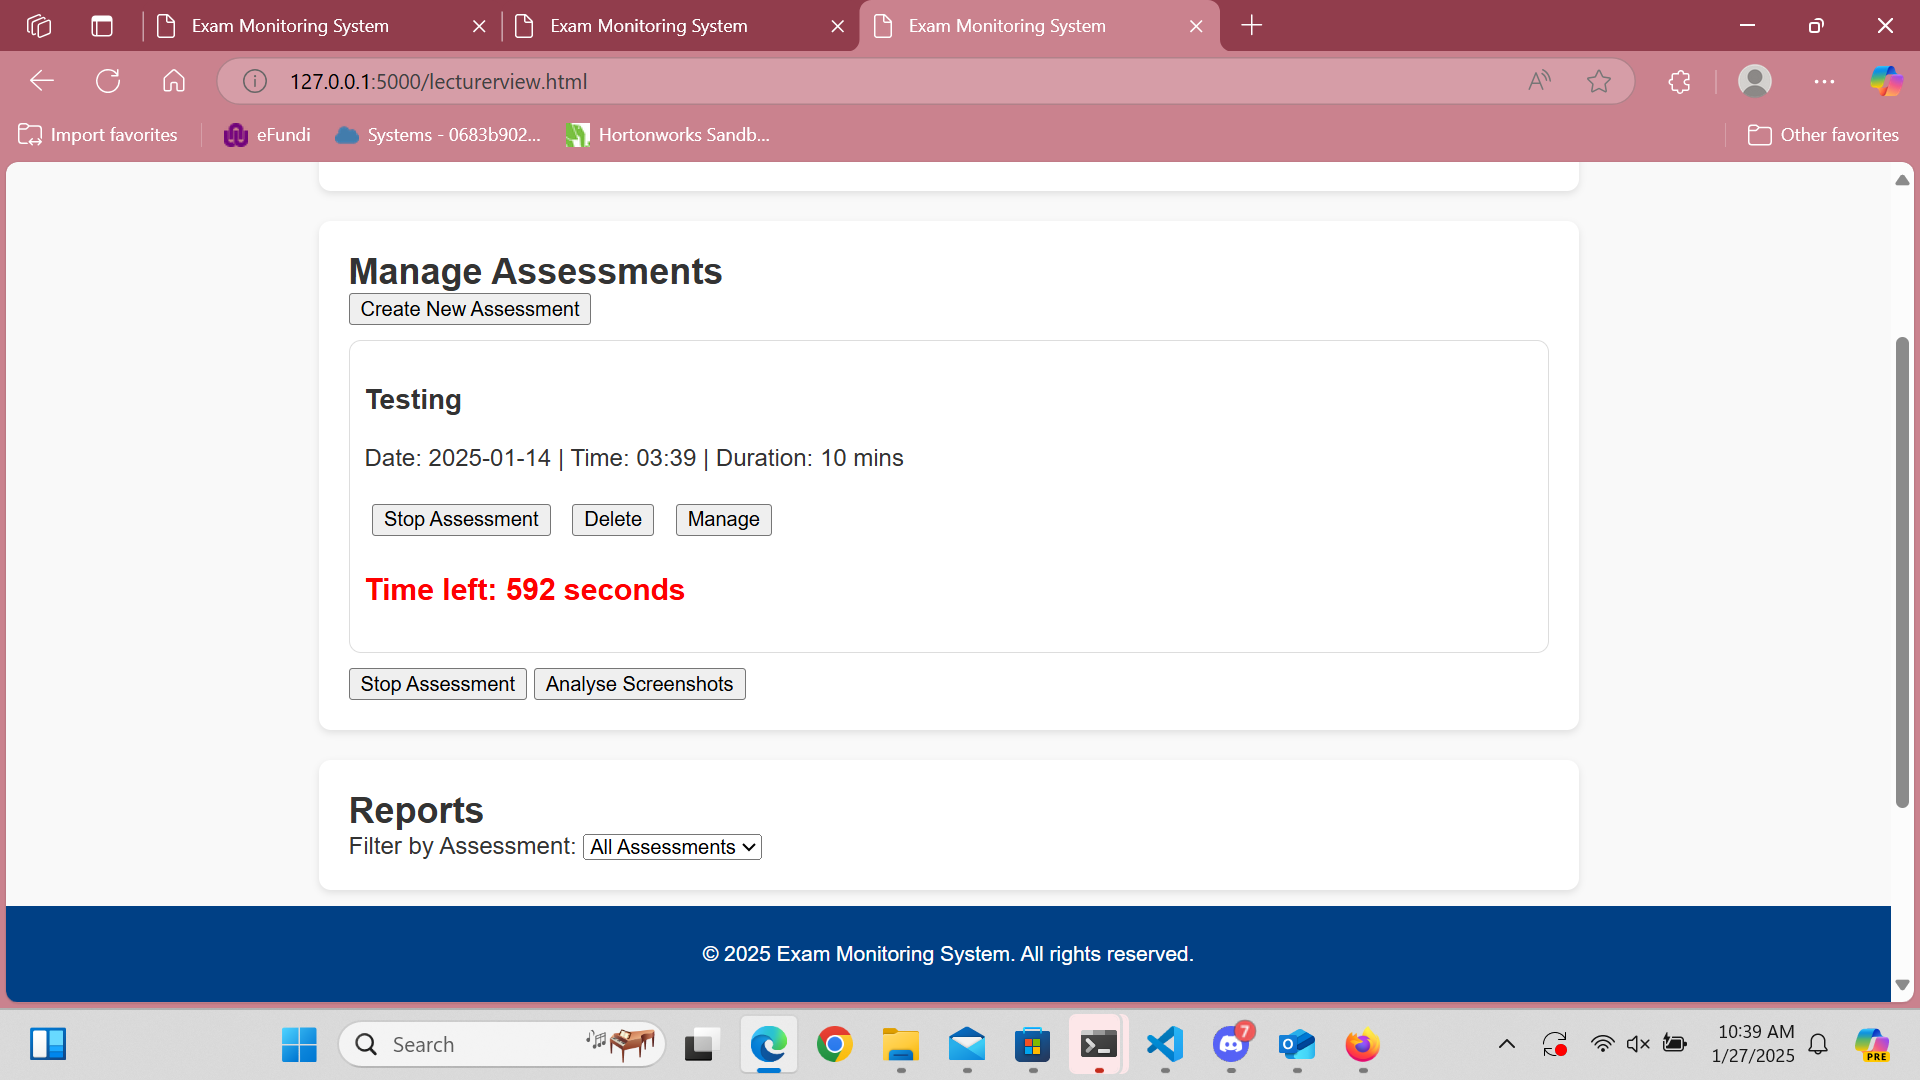 Exam Monitoring System
Exam Monitoring System
Exam Monitoring System
127.0.0.1:5000/lecturerview.html
Import favorites
eFundi
Systems - 0683b902...
Hortonworks Sandb...
Other favorites
Manage Assessments
Create New Assessment
Testing
Date: 2025-01-14 | Time: 03:39 | Duration: 10 mins
Stop Assessment
Delete
Manage
Time left: 592 seconds
Stop Assessment
Analyse Screenshots
Reports
Filter by Assessment: All Assessments
© 2025 Exam Monitoring System. All rights reserved.
Search
7
10:39 AM
1/27/2025
PRE